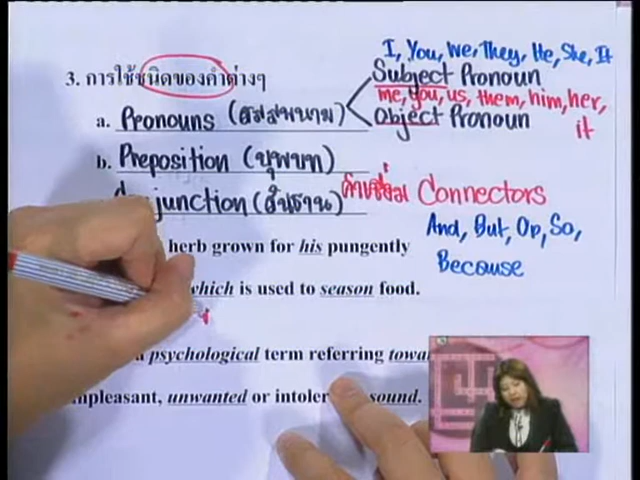 I, You, We, They, He, She, It
3. การใช้ชนิดของคำต่างๆ
Subject Pronoun
me, you, us, them, him, her, it
a. Pronouns (สรรพนาม)
Object Pronoun
b. Preposition (บุพบท)
junction (สันธาน)
คำเชื่อม Connectors
And, But, Or, So,
Because
herb grown for his pungently
which is used to season food.
psychological term referring
unwanted or sound.